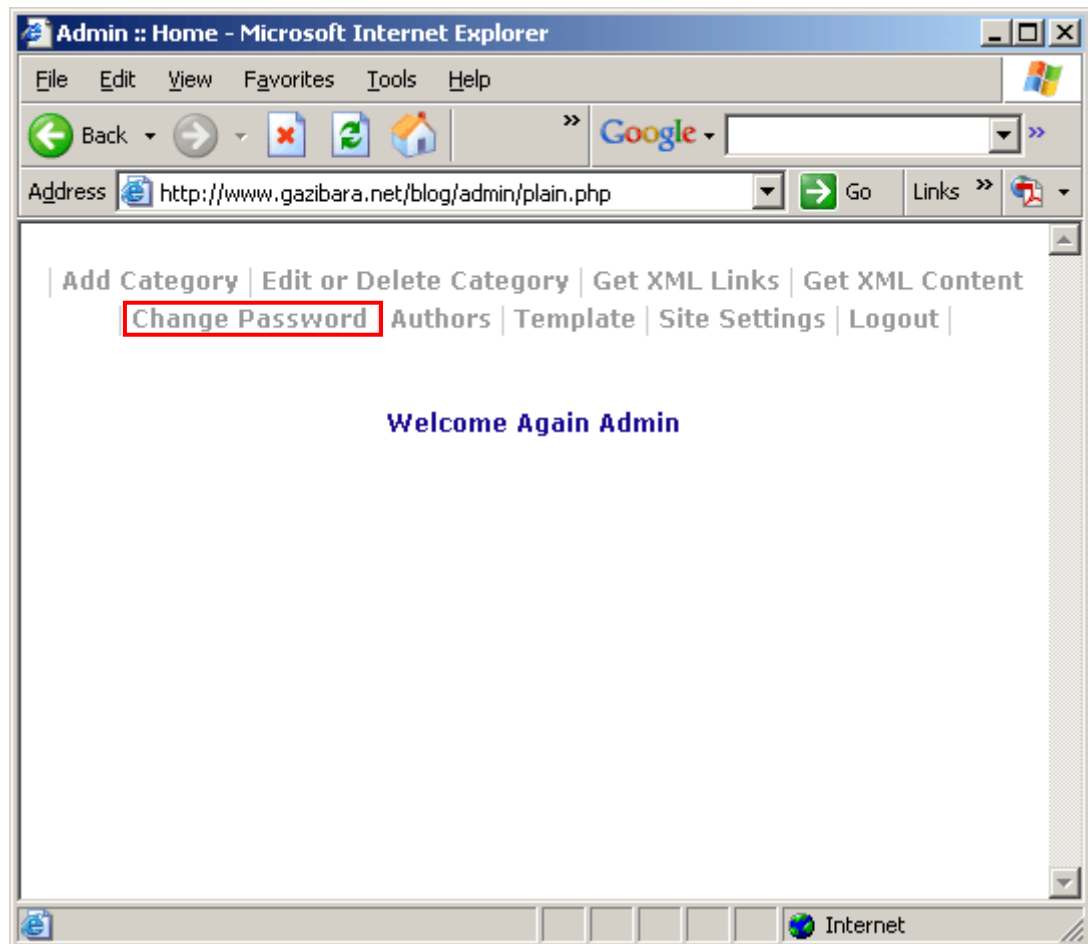 Admin :: Home - Microsoft Internet Explorer
File Edit View Favorites Tools Help
Back » Google »
Address http://www.gazibara.net/blog/admin/plain.php Go Links »
| Add Category | Edit or Delete Category | Get XML Links | Get XML Content
| Change Password | Authors | Template | Site Settings | Logout |
Welcome Again Admin
Internet